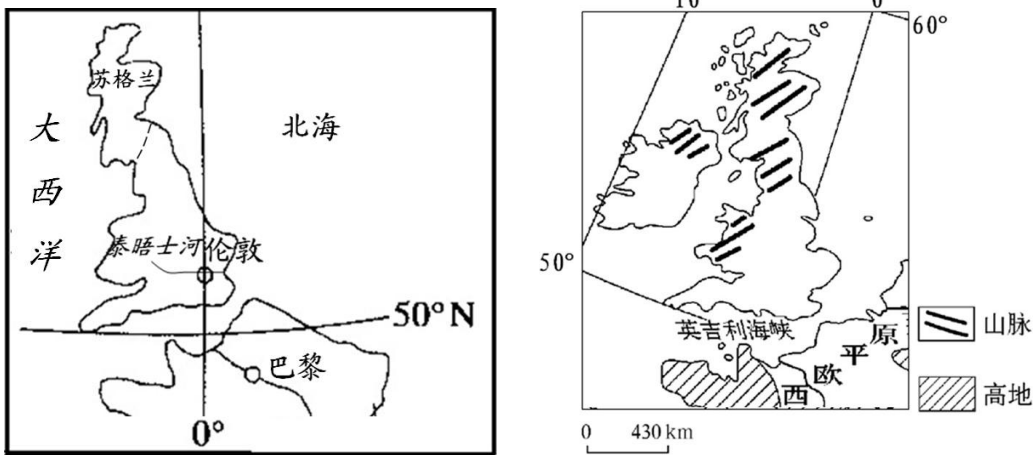 苏格兰
大西洋
北海
泰晤士河
伦敦
50°N
巴黎
0°
10
0
60°
50°
英吉利海峡
西欧平原
山脉
高地
0 430 km